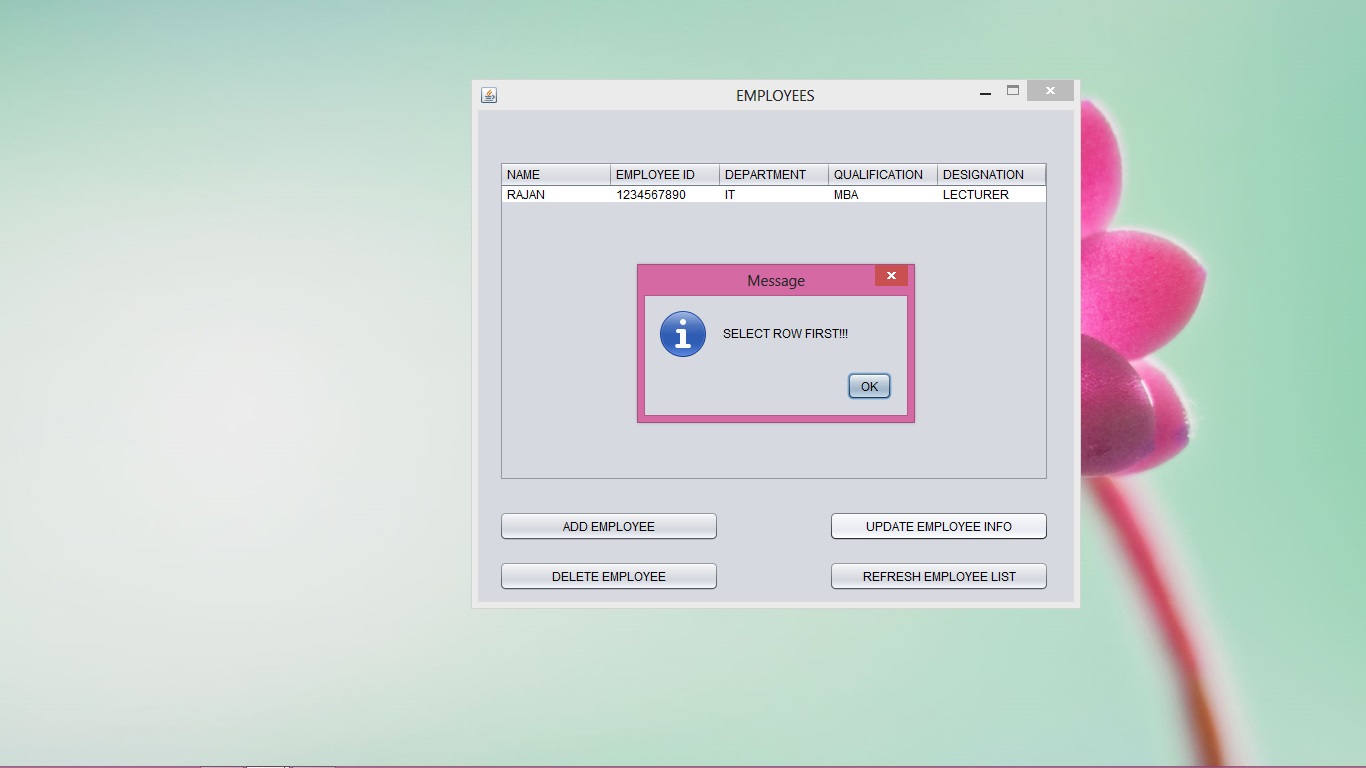 EMPLOYEES
NAME EMPLOYEE ID DEPARTMENT QUALIFICATION DESIGNATION
RAJAN 1234567890 IT MBA LECTURER
Message
SELECT ROW FIRST!!!
OK
ADD EMPLOYEE UPDATE EMPLOYEE INFO
DELETE EMPLOYEE REFRESH EMPLOYEE LIST